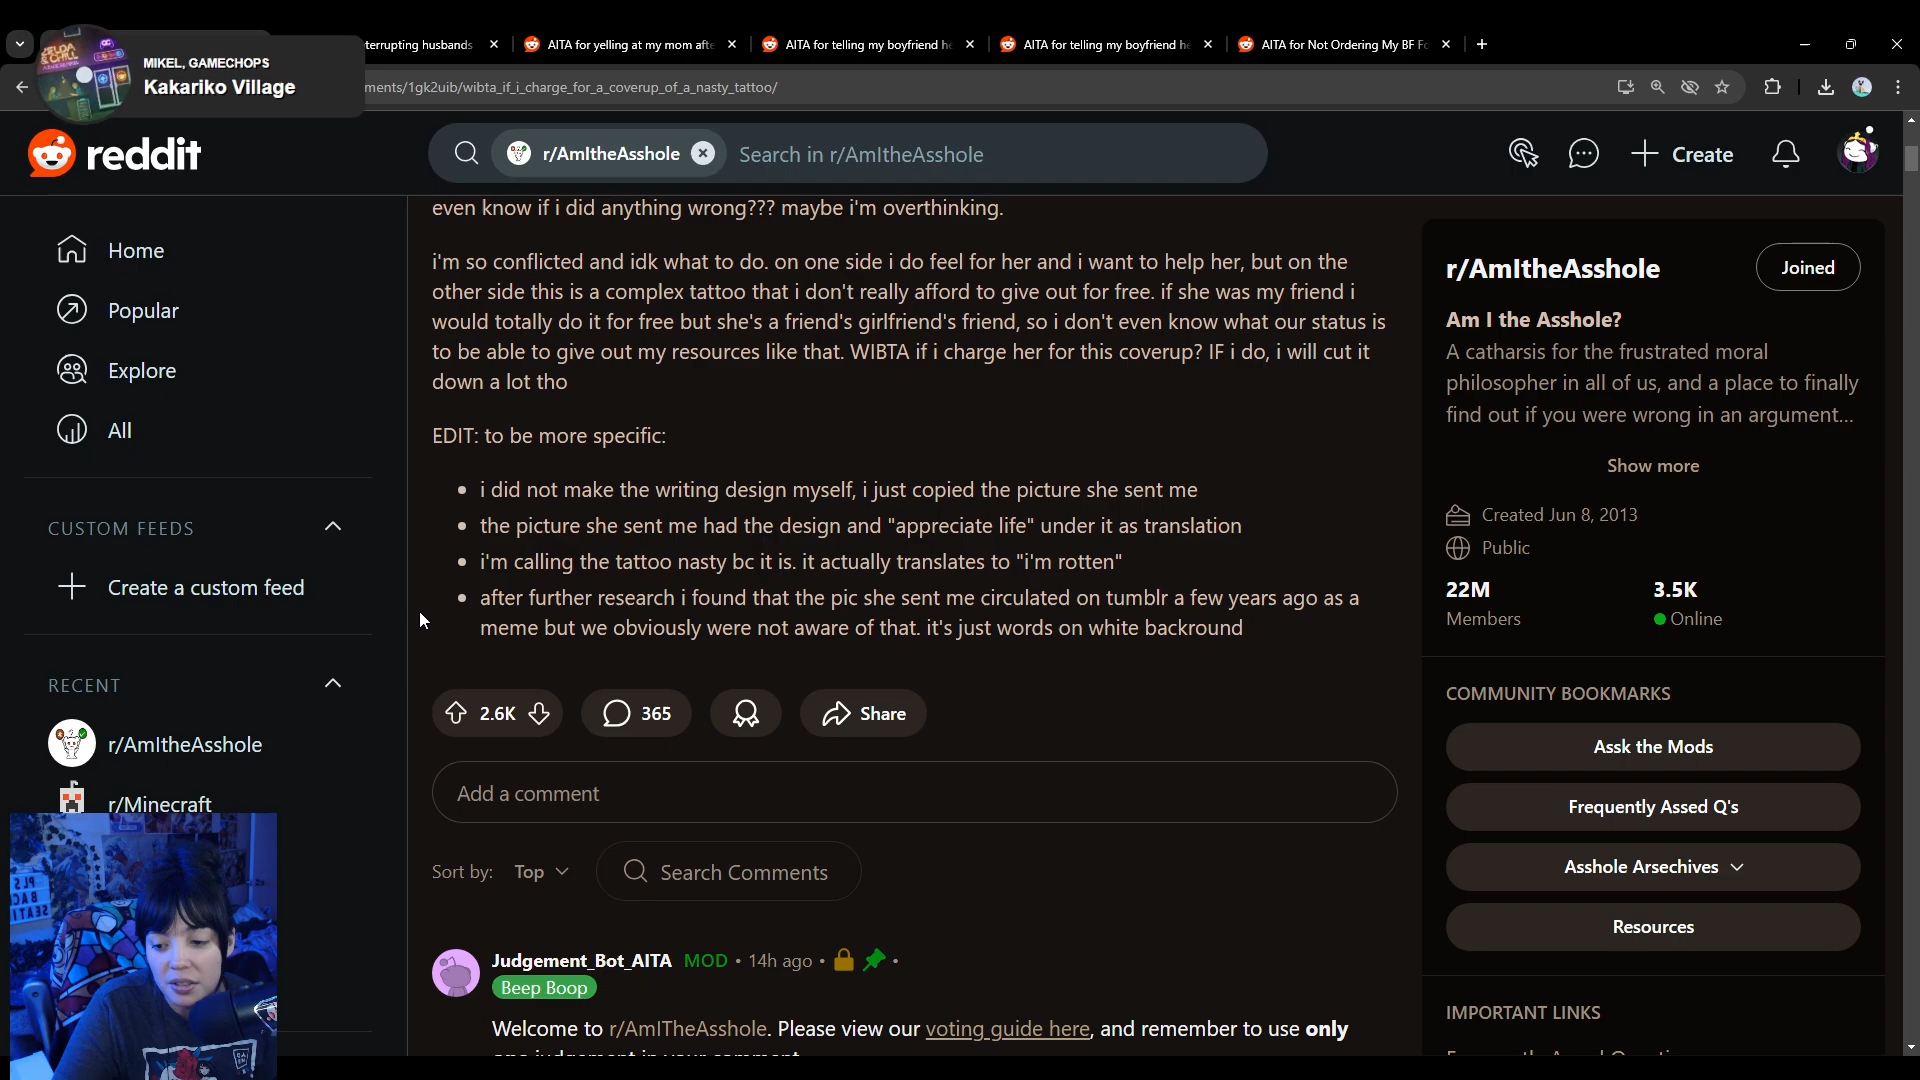 terrupting husbands
AITA for yelling at my mom afte
AITA for telling my boyfriend he
AITA for telling my boyfriend he
AITA for Not Ordering My BF Fo
MIKEL, GAMECHOPS
Kakariko Village
ments/1gk2uib/wibta_if_i_charge_for_a_coverup_of_a_nasty_tattoo/
reddit
r/AmItheAsshole
Search in r/AmItheAsshole
Create
Home
Popular
Explore
All
CUSTOM FEEDS
Create a custom feed
RECENT
r/AmItheAsshole
r/Minecraft
even know if i did anything wrong??? maybe i'm overthinking.
i'm so conflicted and idk what to do. on one side i do feel for her and i want to help her, but on the
other side this is a complex tattoo that i don't really afford to give out for free. if she was my friend i
would totally do it for free but she's a friend's girlfriend's friend, so i don't even know what our status is
to be able to give out my resources like that. WIBTA if i charge her for this coverup? IF i do, i will cut it
down a lot tho
EDIT: to be more specific:
• i did not make the writing design myself, i just copied the picture she sent me
• the picture she sent me had the design and "appreciate life" under it as translation
• i'm calling the tattoo nasty bc it is. it actually translates to "i'm rotten"
• after further research i found that the pic she sent me circulated on tumblr a few years ago as a
meme but we obviously were not aware of that. it's just words on white backround
2.6K
365
Share
Add a comment
Sort by: Top
Search Comments
Judgement_Bot_AITA MOD • 14h ago •
Beep Boop
Welcome to r/AmITheAsshole. Please view our voting guide here, and remember to use only
r/AmItheAsshole
Joined
Am I the Asshole?
A catharsis for the frustrated moral
philosopher in all of us, and a place to finally
find out if you were wrong in an argument...
Show more
Created Jun 8, 2013
Public
22M
Members
3.5K
Online
COMMUNITY BOOKMARKS
Assk the Mods
Frequently Assed Q's
Asshole Arsechives
Resources
IMPORTANT LINKS